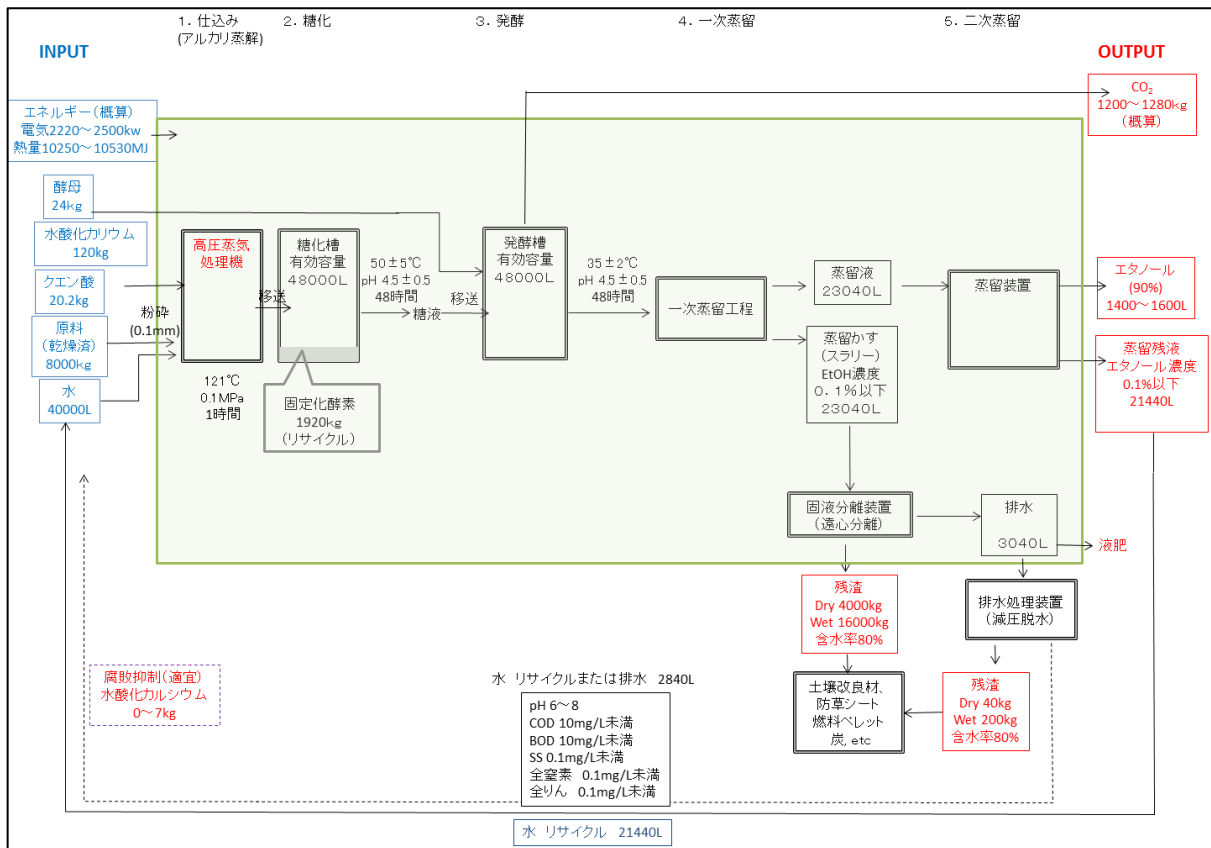 1. 仕込み
(アルカリ蒸解)
2. 糖化
3. 発酵
4. 一次蒸留
5. 二次蒸留
INPUT
OUTPUT
エネルギー(概算)
電気2220～2500kw
熱量10250～10530MJ
CO₂
1200～1280kg
(概算)
酵母
24kg
水酸化カリウム
120kg
クエン酸
20.2kg
原料
(乾燥済)
8000kg
水
40000L
粉砕
(0.1mm)
高圧蒸気
処理機
121℃
0.1MPa
1時間
移送
糖化槽
有効容量
48000L
固定化酵素
1920kg
(リサイクル)
50±5℃
pH 4.5±0.5
48時間
糖液
移送
発酵槽
有効容量
48000L
35±2℃
pH 4.5±0.5
48時間
一次蒸留工程
蒸留液
23040L
蒸留かす
(スラリー)
EtOH濃度
0.1%以下
23040L
蒸留装置
エタノール
(90%)
1400～1600L
蒸留残液
エタノール濃度
0.1%以下
21440L
固液分離装置
(遠心分離)
排水
3040L
液肥
残渣
Dry 4000kg
Wet 16000kg
含水率80%
排水処理装置
(減圧脱水)
土壌改良材、
防草シート
燃料ペレット
炭, etc
残渣
Dry 40kg
Wet 200kg
含水率80%
腐敗抑制(適宜)
水酸化カルシウム
0～7kg
水 リサイクルまたは排水 2840L
pH 6～8
COD 10mg/L未満
BOD 10mg/L未満
SS 0.1mg/L未満
全窒素 0.1mg/L未満
全りん 0.1mg/L未満
水 リサイクル 21440L